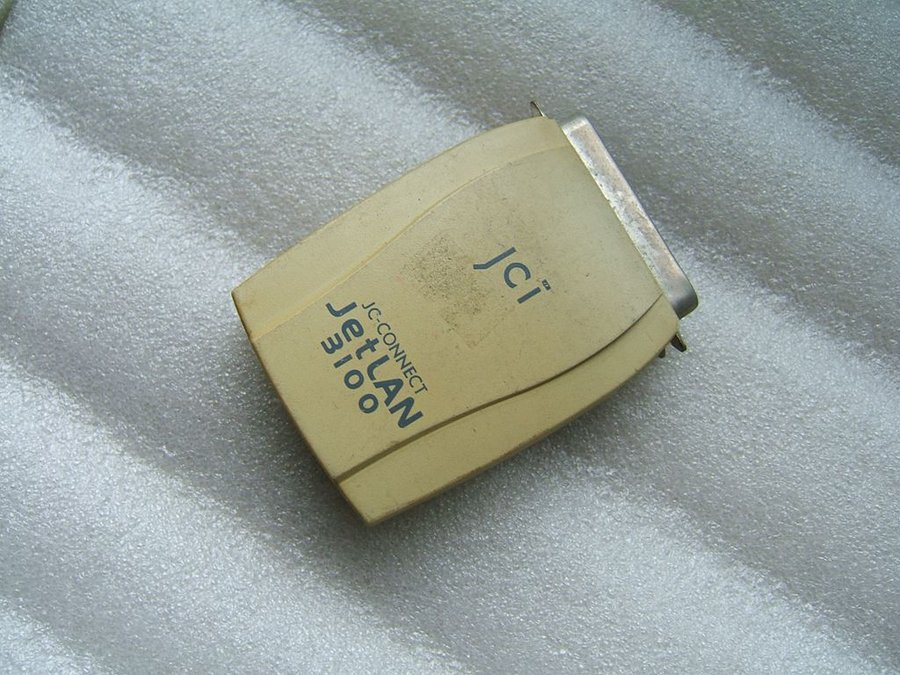 JCI
JC-CONNECT
JetLAN
3100